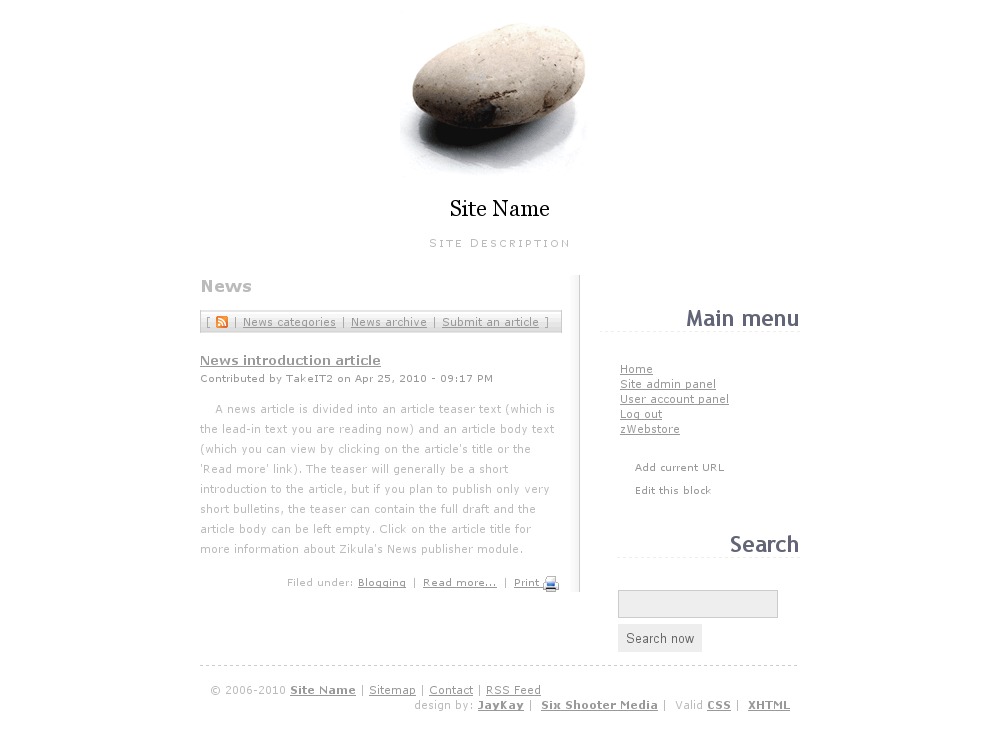 Site Name
Site Description
News
[ | News categories | News archive | Submit an article ]
News introduction article
Contributed by TakeIT2 on Apr 25, 2010 - 09:17 PM
A news article is divided into an article teaser text (which is
the lead-in text you are reading now) and an article body text
(which you can view by clicking on the article's title or the
'Read more' link). The teaser will generally be a short
introduction to the article, but if you plan to publish only very
short bulletins, the teaser can contain the full draft and the
article body can be left empty. Click on the article title for
more information about Zikula's News publisher module.
Filed under: Blogging | Read more... | Print
Main menu
Home
Site admin panel
User account panel
Log out
zWebstore
Add current URL
Edit this block
Search
Search now
© 2006-2010 Site Name | Sitemap | Contact | RSS Feed
design by: JayKay | Six Shooter Media | Valid CSS | XHTML